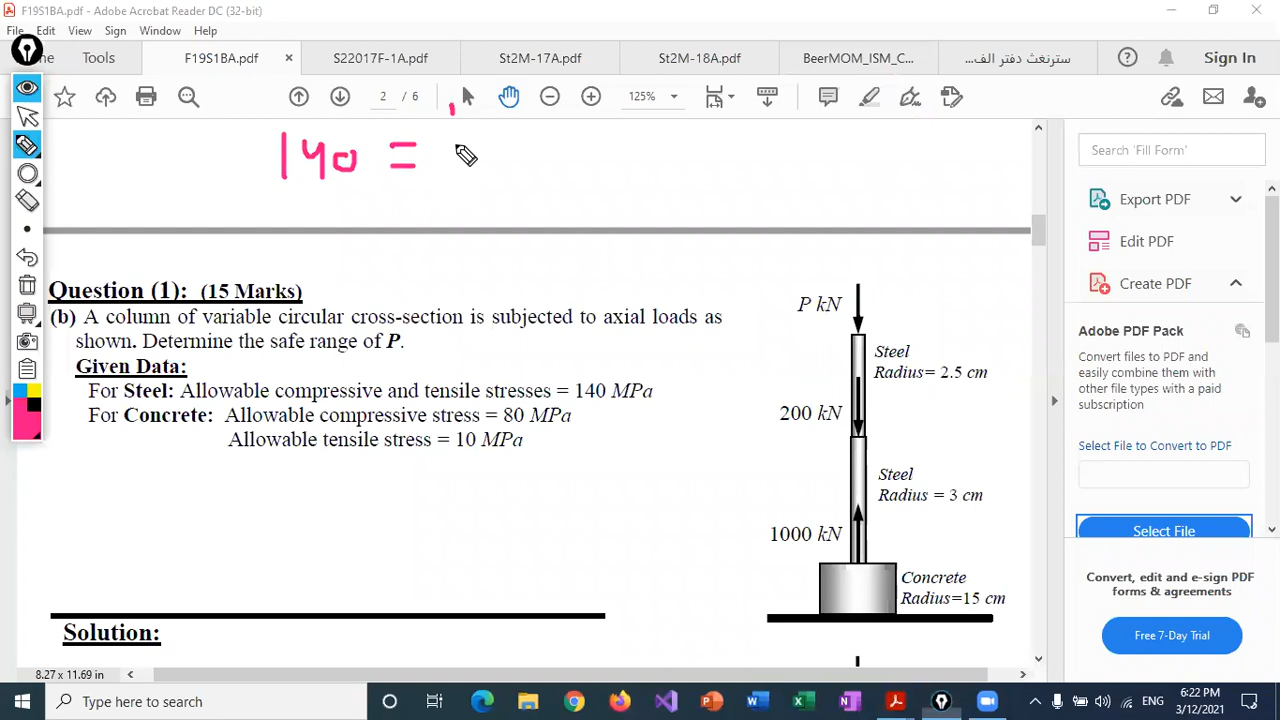 F19S1BA.pdf - Adobe Acrobat Reader DC (32-bit)
File Edit View Sign Window Help
Tools F19S1BA.pdf S22017F-1A.pdf St2M-17A.pdf St2M-18A.pdf BeerMOM_ISM_C... سترنغث دفتر الف... Sign In
2 / 6 125%
140 =
Search 'Fill Form'
Export PDF
Edit PDF
Create PDF
Adobe PDF Pack
Convert files to PDF and
easily combine them with
other file types with a paid
subscription
Select File to Convert to PDF
Select File
Convert, edit and e-sign PDF
forms & agreements
Free 7-Day Trial
Question (1): (15 Marks)
(b) A column of variable circular cross-section is subjected to axial loads as
shown. Determine the safe range of P.
Given Data:
For Steel: Allowable compressive and tensile stresses = 140 MPa
For Concrete: Allowable compressive stress = 80 MPa
Allowable tensile stress = 10 MPa
P kN
Steel
Radius= 2.5 cm
200 kN
Steel
Radius = 3 cm
1000 kN
Concrete
Radius=15 cm
Solution:
8.27 x 11.69 in
Type here to search
ENG
6:22 PM
3/12/2021